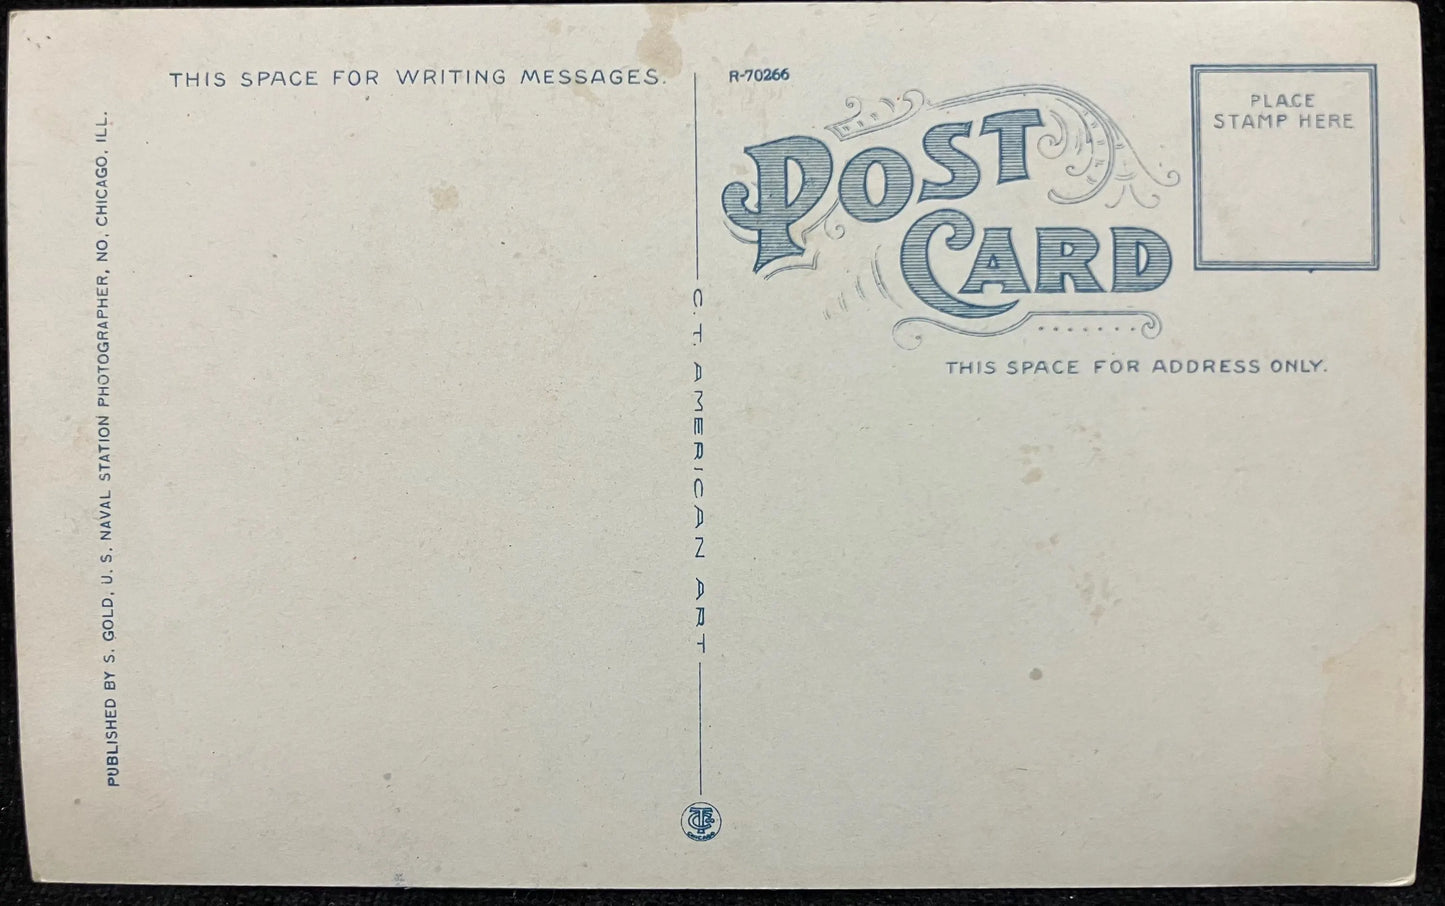 THIS SPACE FOR WRITING MESSAGES.
PUBLISHED BY S. GOLD, U. S. NAVAL STATION PHOTOGRAPHER, NO. CHICAGO, ILL.
C. T. AMERICAN ART
CHICAGO
R-70266
POST
CARD
PLACE
STAMP HERE
THIS SPACE FOR ADDRESS ONLY.